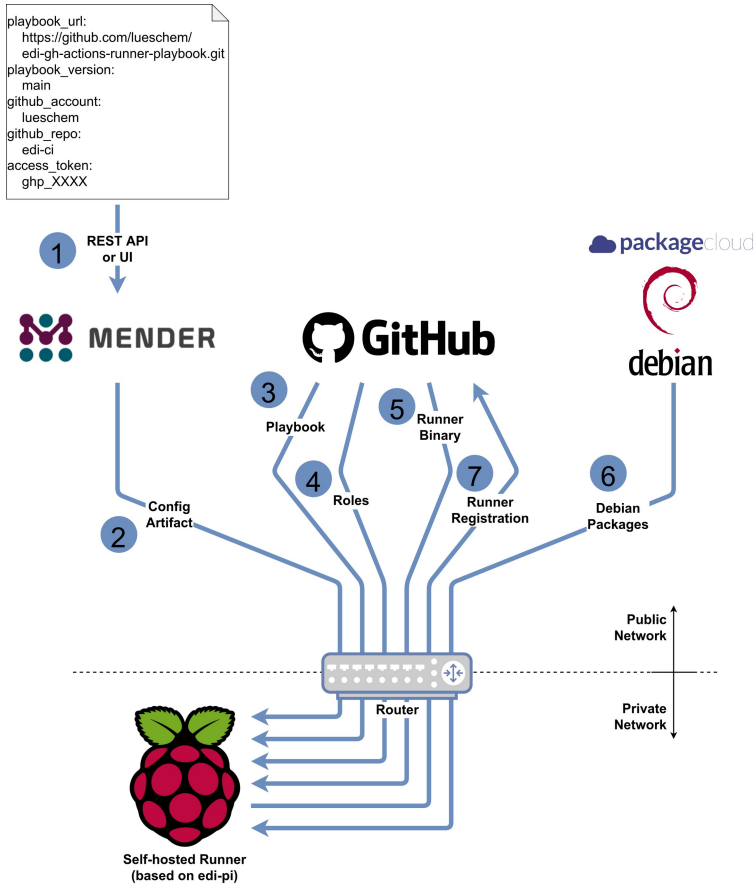 playbook_url:
https://github.com/lueschem/
edi-gh-actions-runner-playbook.git
playbook_version:
main
github_account:
lueschem
github_repo:
edi-ci
access_token:
ghp_XXXX
1
REST API
or UI
packagecloud
MENDER
GitHub
debian
3
Playbook
5
Runner
Binary
4
Roles
7
Runner
Registration
6
Debian
Packages
Config
Artifact
2
Public
Network
Router
Private
Network
Self-hosted Runner
(based on edi-pi)